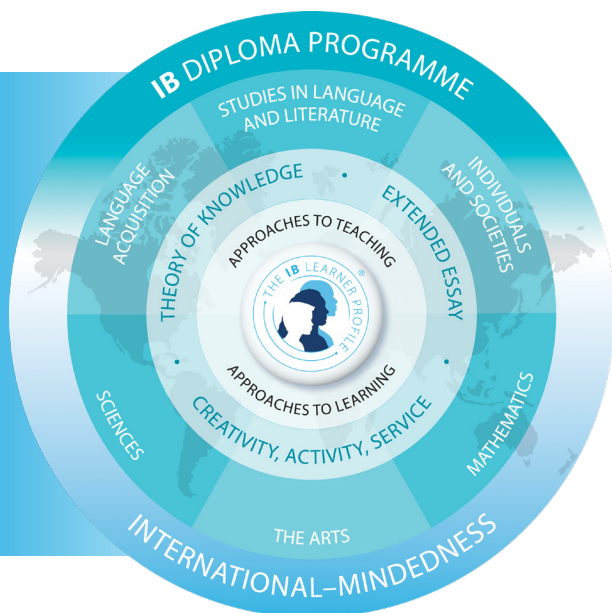 IB DIPLOMA PROGRAMME
STUDIES IN LANGUAGE
AND LITERATURE
LANGUAGE
ACQUISITION
INDIVIDUALS
AND SOCIETIES
THEORY OF KNOWLEDGE
EXTENDED ESSAY
APPROACHES TO TEACHING
THE IB LEARNER PROFILE
®
APPROACHES TO LEARNING
CREATIVITY, ACTIVITY, SERVICE
SCIENCES
MATHEMATICS
THE ARTS
INTERNATIONAL–MINDEDNESS